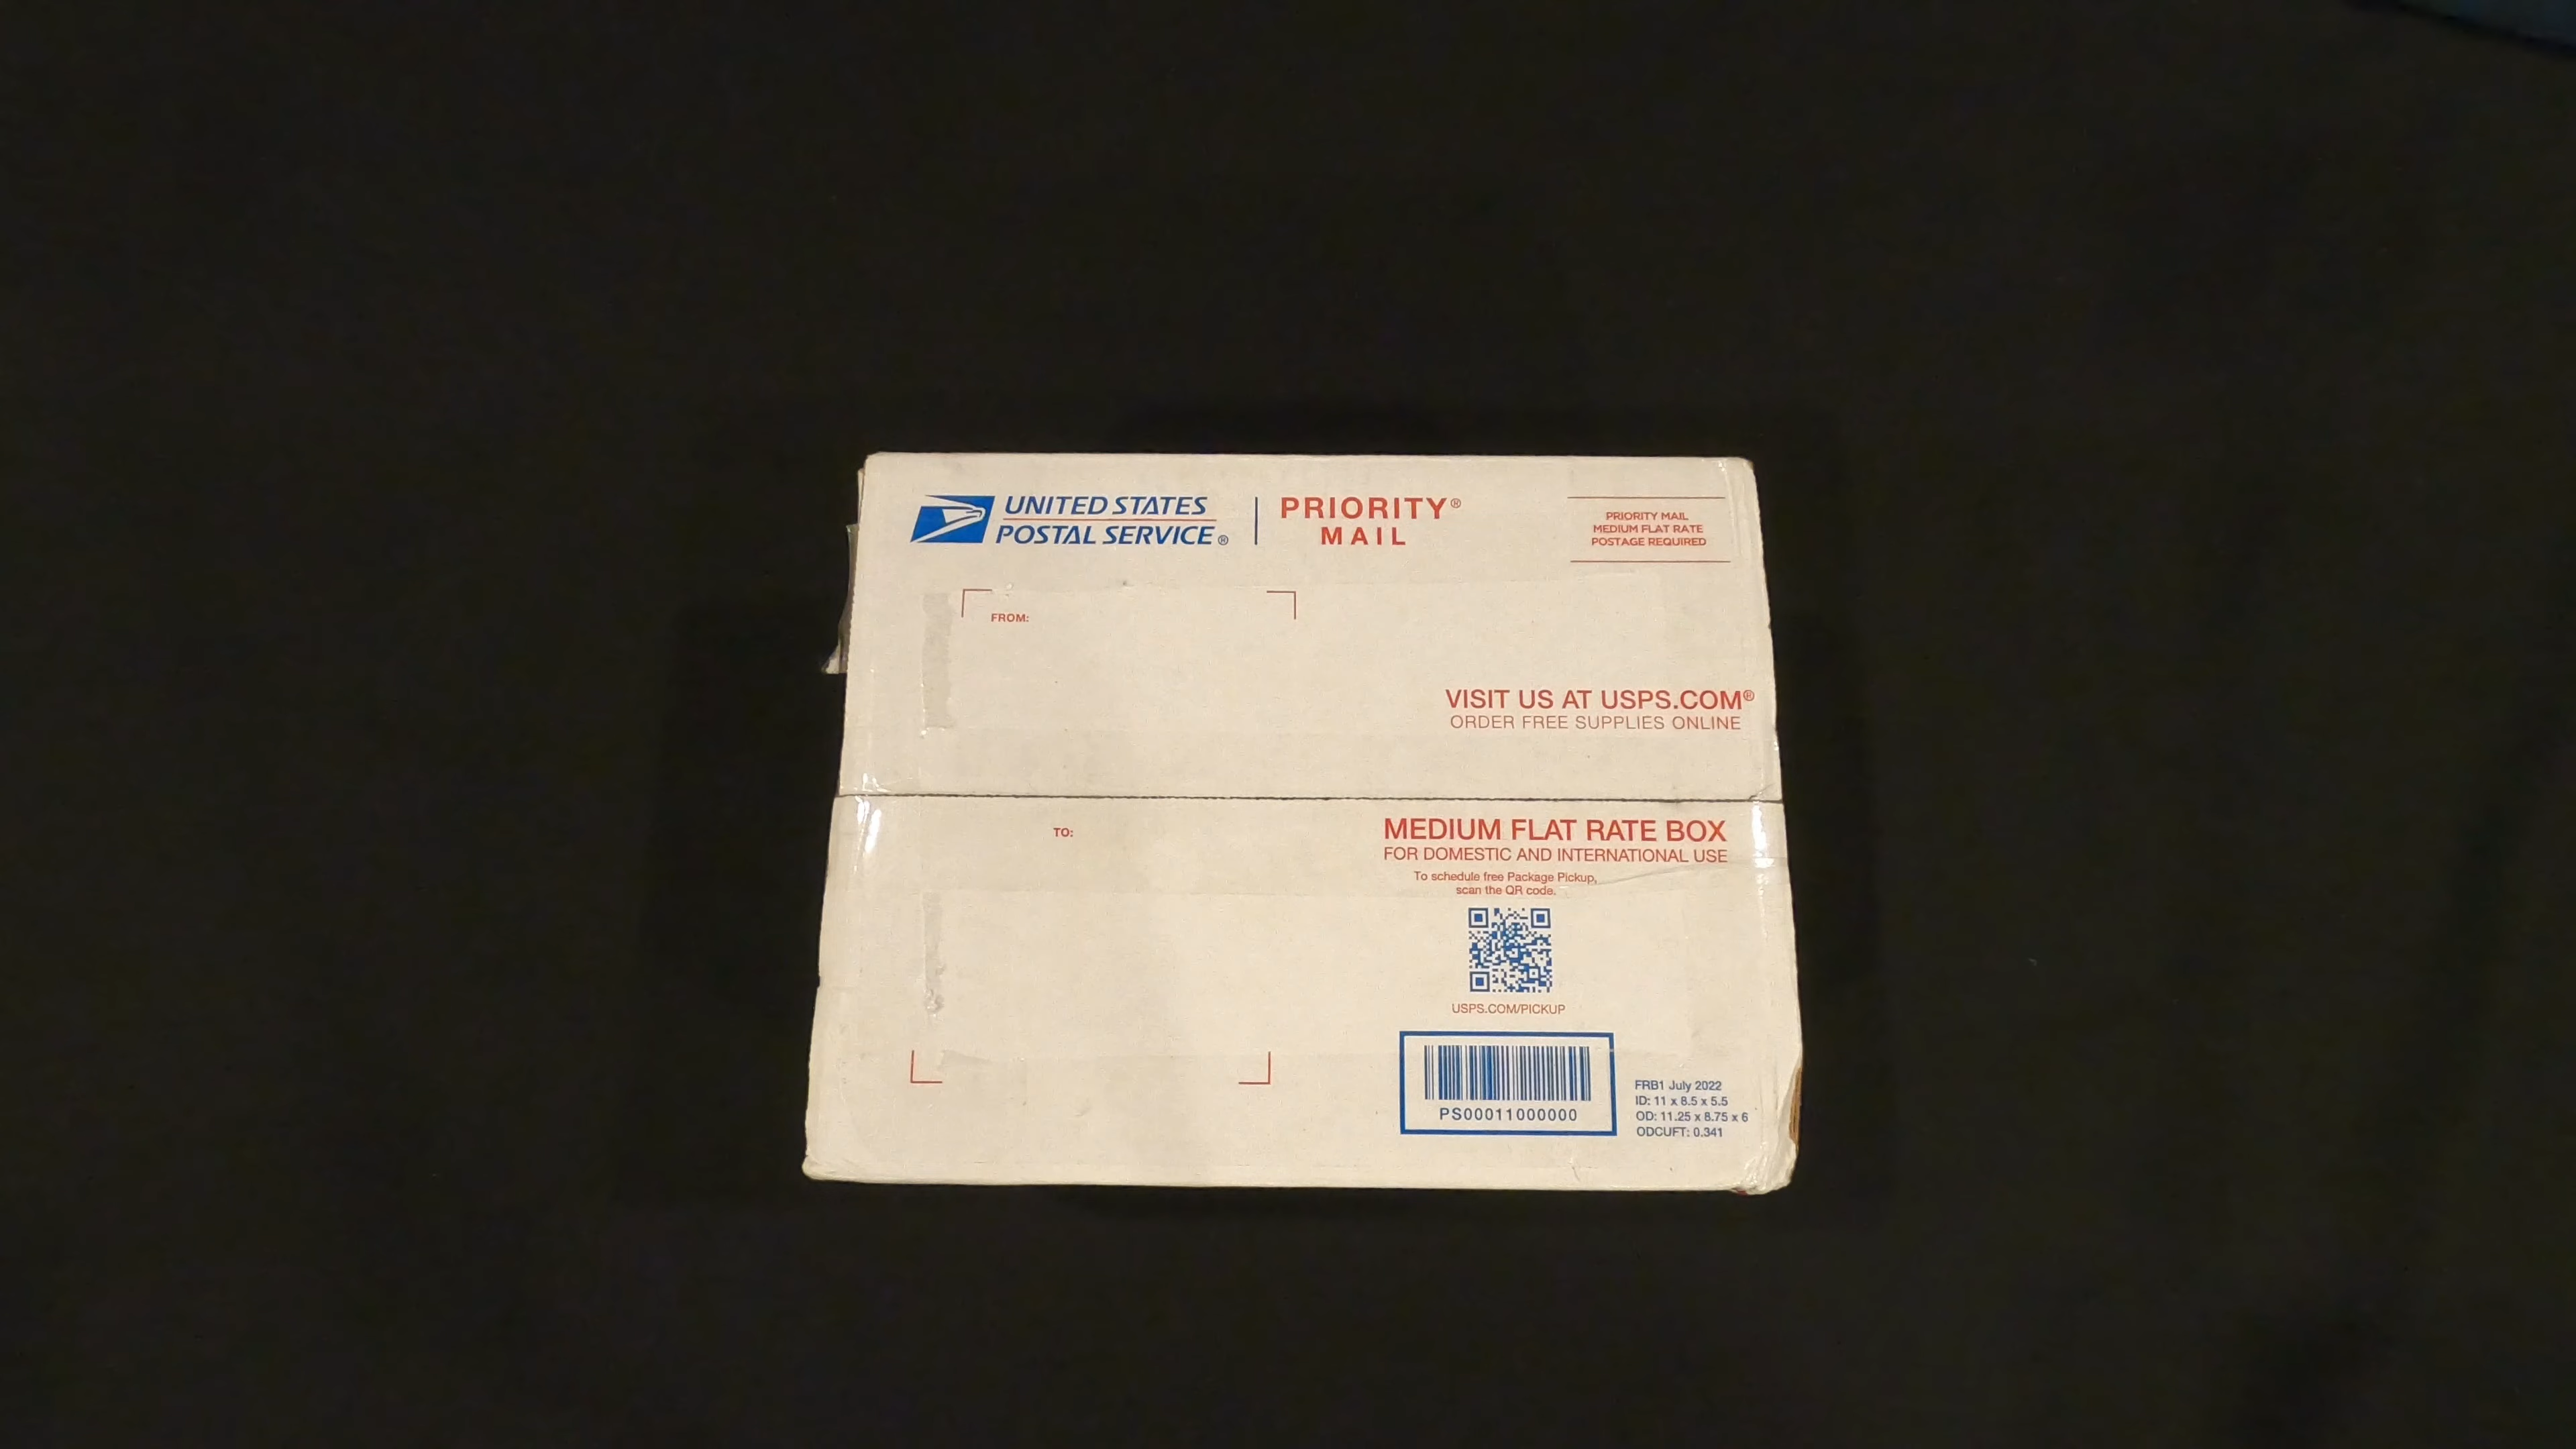 UNITED STATES
POSTAL SERVICE®
PRIORITY®
MAIL
PRIORITY MAIL
MEDIUM FLAT RATE
POSTAGE REQUIRED
FROM:
VISIT US AT USPS.COM®
ORDER FREE SUPPLIES ONLINE
TO:
MEDIUM FLAT RATE BOX
FOR DOMESTIC AND INTERNATIONAL USE
To schedule free Package Pickup,
scan the QR code.
USPS.COM/PICKUP
PS00011000000
FRB1 July 2022
ID: 11 x 8.5 x 5.5
OD: 11.25 x 8.75 x 6
ODCUFT: 0.341